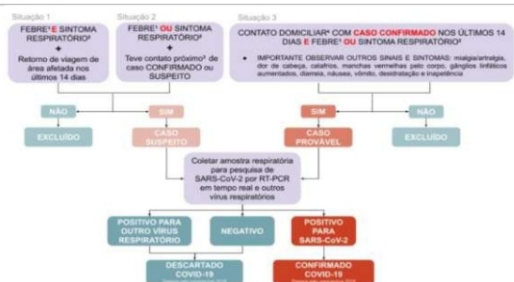 Situação 1
FEBRE¹ E SINTOMA
RESPIRATÓRIO²
+
Retorno de viagem de
área afetada nos
últimos 14 dias
Situação 2
FEBRE¹ OU SINTOMA
RESPIRATÓRIO²
+
Teve contato próximo³ de
caso CONFIRMADO ou
SUSPEITO
Situação 3
CONTATO DOMICILIAR⁴ COM CASO CONFIRMADO NOS ÚLTIMOS 14
DIAS E FEBRE¹ OU SINTOMA RESPIRATÓRIO²
• IMPORTANTE OBSERVAR OUTROS SINAIS E SINTOMAS: mialgia/artralgia,
dor de cabeça, calafrios, manchas vermelhas pelo corpo, gânglios linfáticos
aumentados, diarreia, náusea, vômito, desidratação e inapetência
NÃO
SIM
SIM
NÃO
EXCLUÍDO
CASO
SUSPEITO
CASO
PROVÁVEL
EXCLUÍDO
Coletar amostra respiratória
para pesquisa de
SARS-CoV-2 por RT-PCR
em tempo real e outros
vírus respiratórios
POSITIVO PARA
OUTRO VÍRUS
RESPIRATÓRIO
NEGATIVO
POSITIVO
PARA
SARS-CoV-2
DESCARTADO
COVID-19
CONFIRMADO
COVID-19